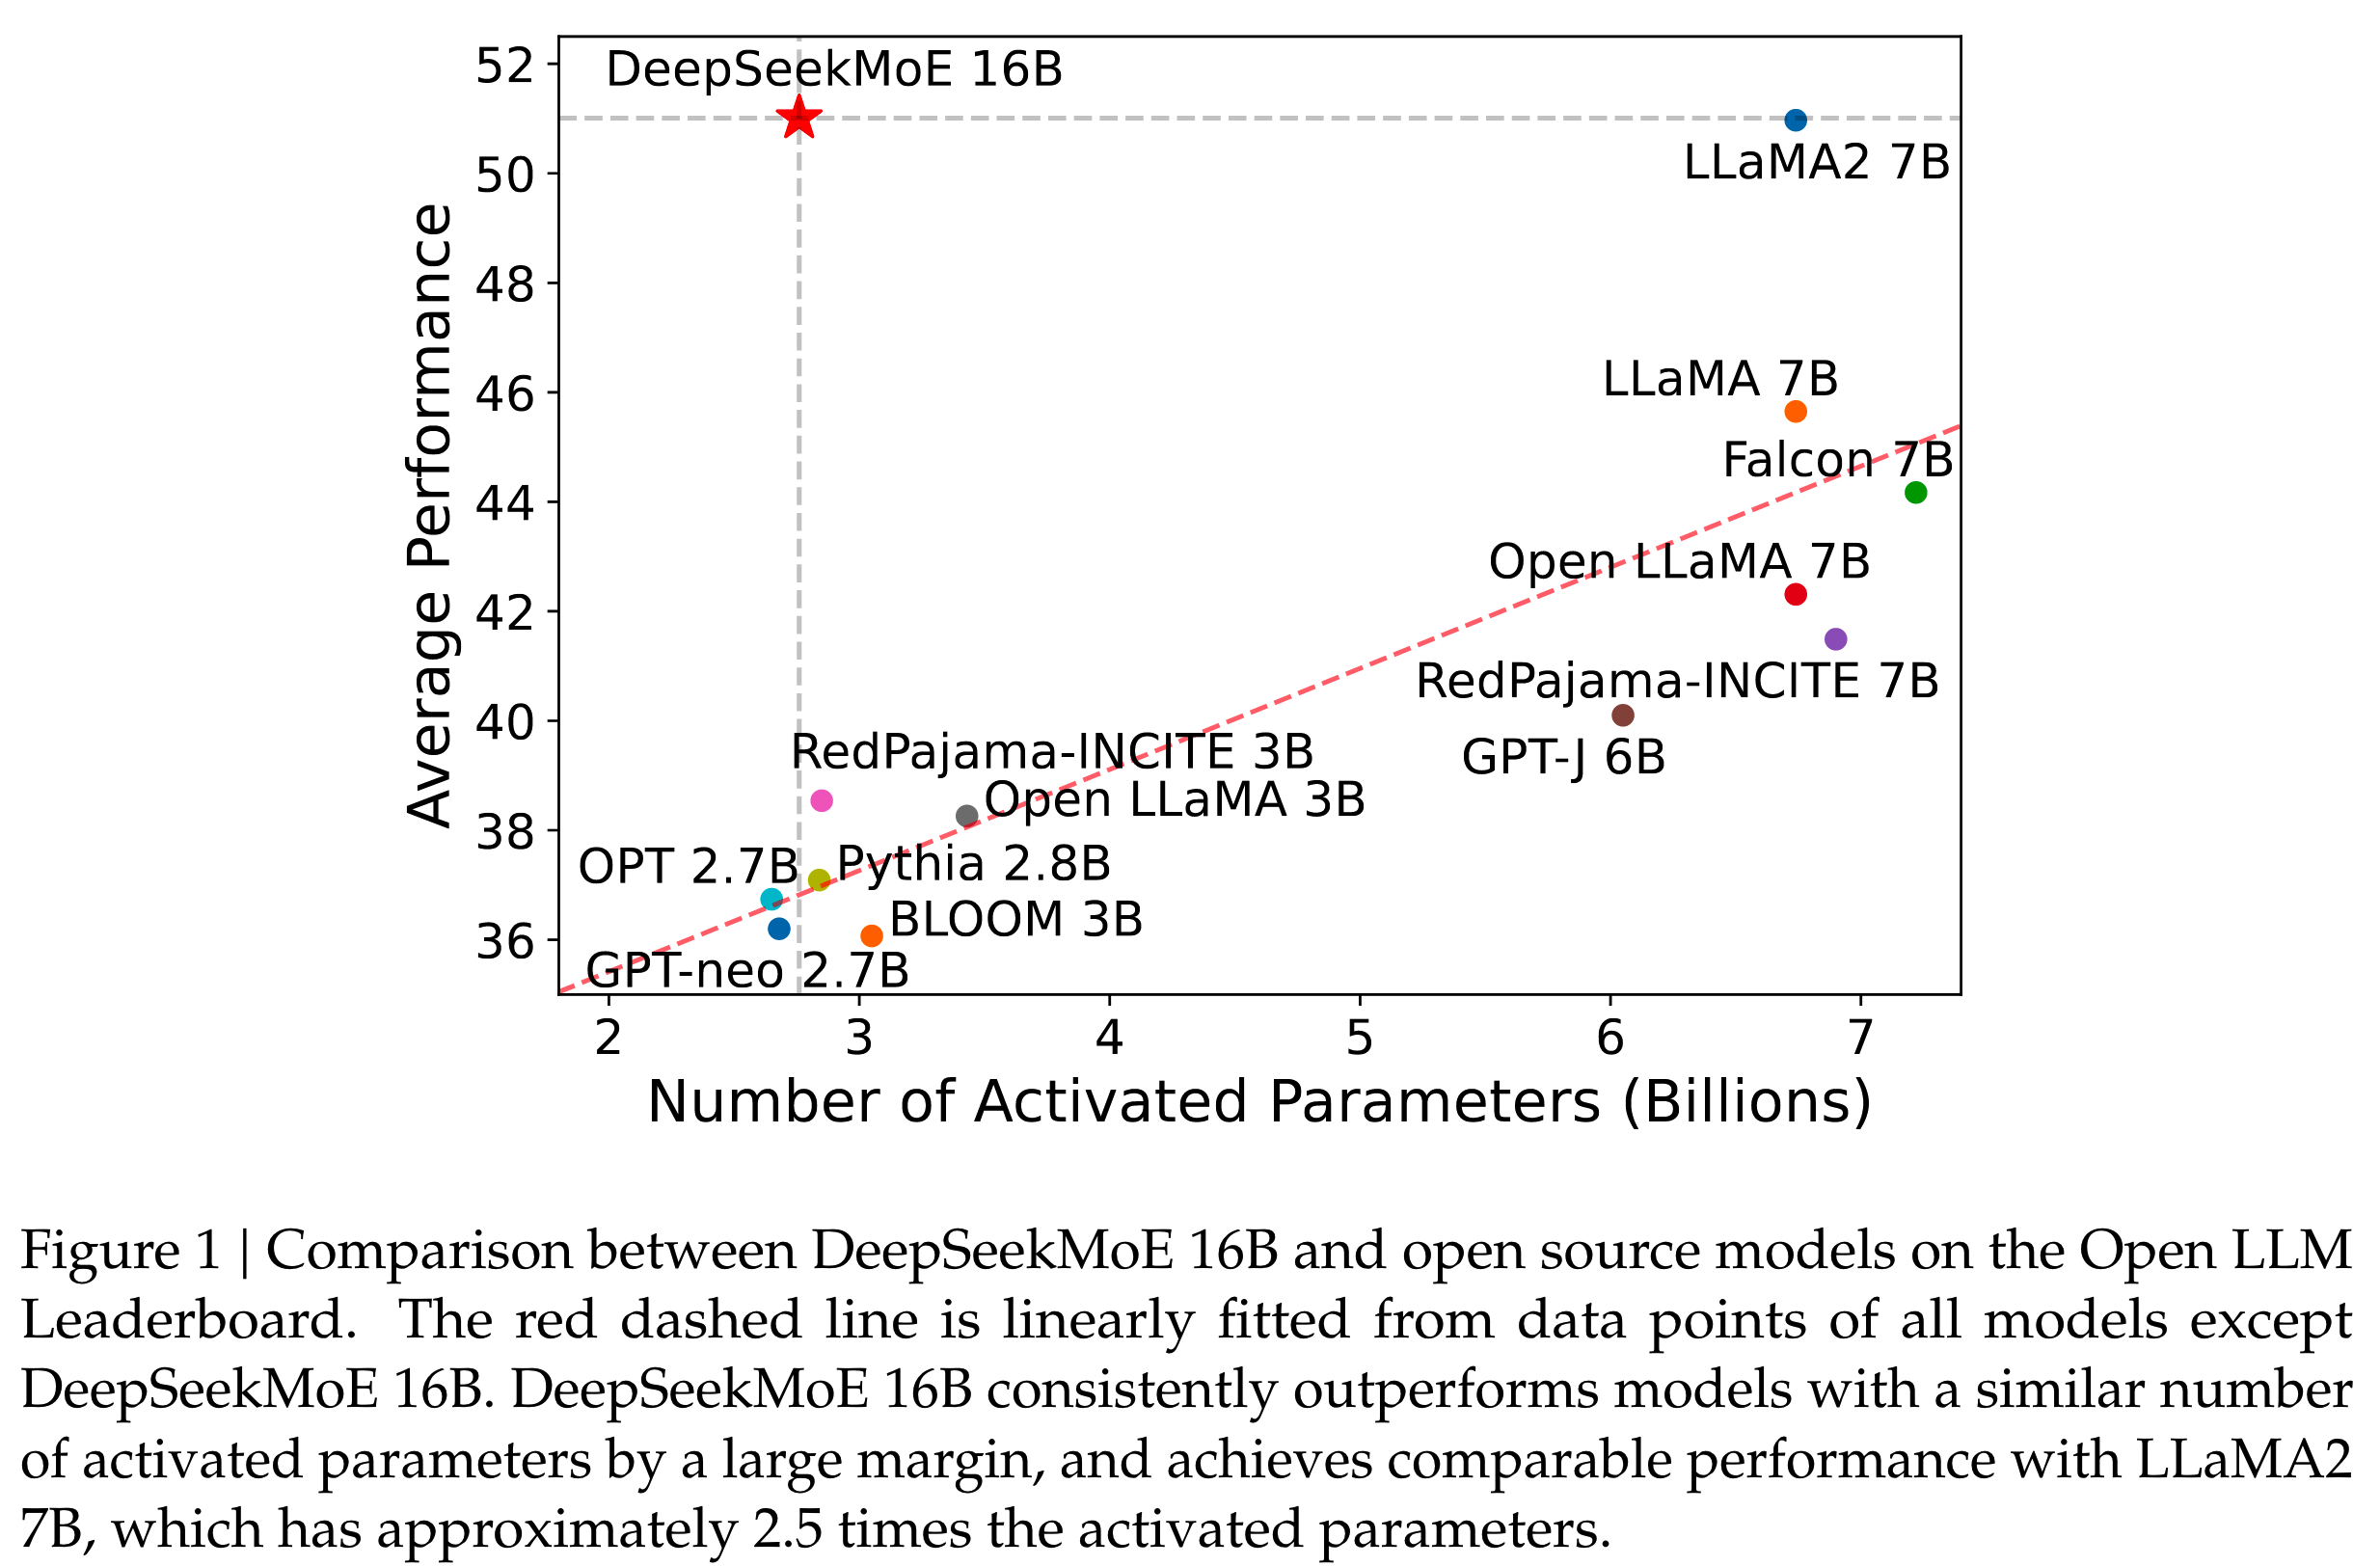 52
DeepSeekMoE 16B
50
LLaMA2 7B
48
46
LLaMA 7B
Falcon 7B
44
Open LLaMA 7B
42
RedPajama-INCITE 7B
40
GPT-J 6B
RedPajama-INCITE 3B
Open LLaMA 3B
38
OPT 2.7B
Pythia 2.8B
BLOOM 3B
36
GPT-neo 2.7B
Average Performance
2 3 4 5 6 7
Number of Activated Parameters (Billions)
Figure 1 | Comparison between DeepSeekMoE 16B and open source models on the Open LLM
Leaderboard. The red dashed line is linearly fitted from data points of all models except
DeepSeekMoE 16B. DeepSeekMoE 16B consistently outperforms models with a similar number
of activated parameters by a large margin, and achieves comparable performance with LLaMA2
7B, which has approximately 2.5 times the activated parameters.